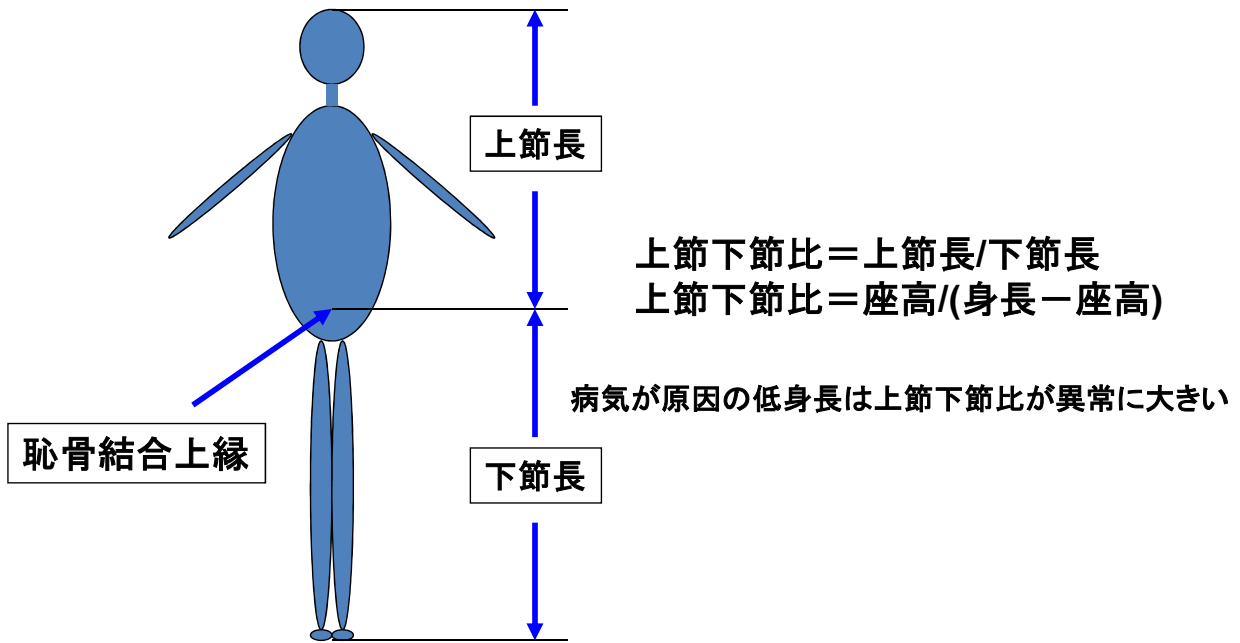 上節長
上節下節比＝上節長/下節長
上節下節比＝座高/(身長－座高)
病気が原因の低身長は上節下節比が異常に大きい
恥骨結合上縁
下節長